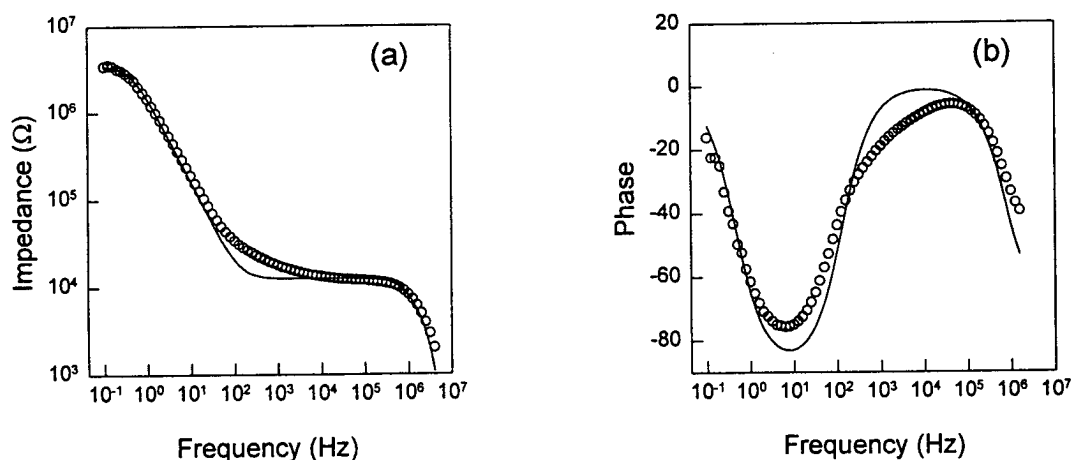 (a)
Impedance (Ω)
10⁷
10⁶
10⁵
10⁴
10³
10⁻¹ 10⁰ 10¹ 10² 10³ 10⁴ 10⁵ 10⁶ 10⁷
Frequency (Hz)
(b)
Phase
20
0
-20
-40
-60
-80
10⁻¹ 10⁰ 10¹ 10² 10³ 10⁴ 10⁵ 10⁶ 10⁷
Frequency (Hz)